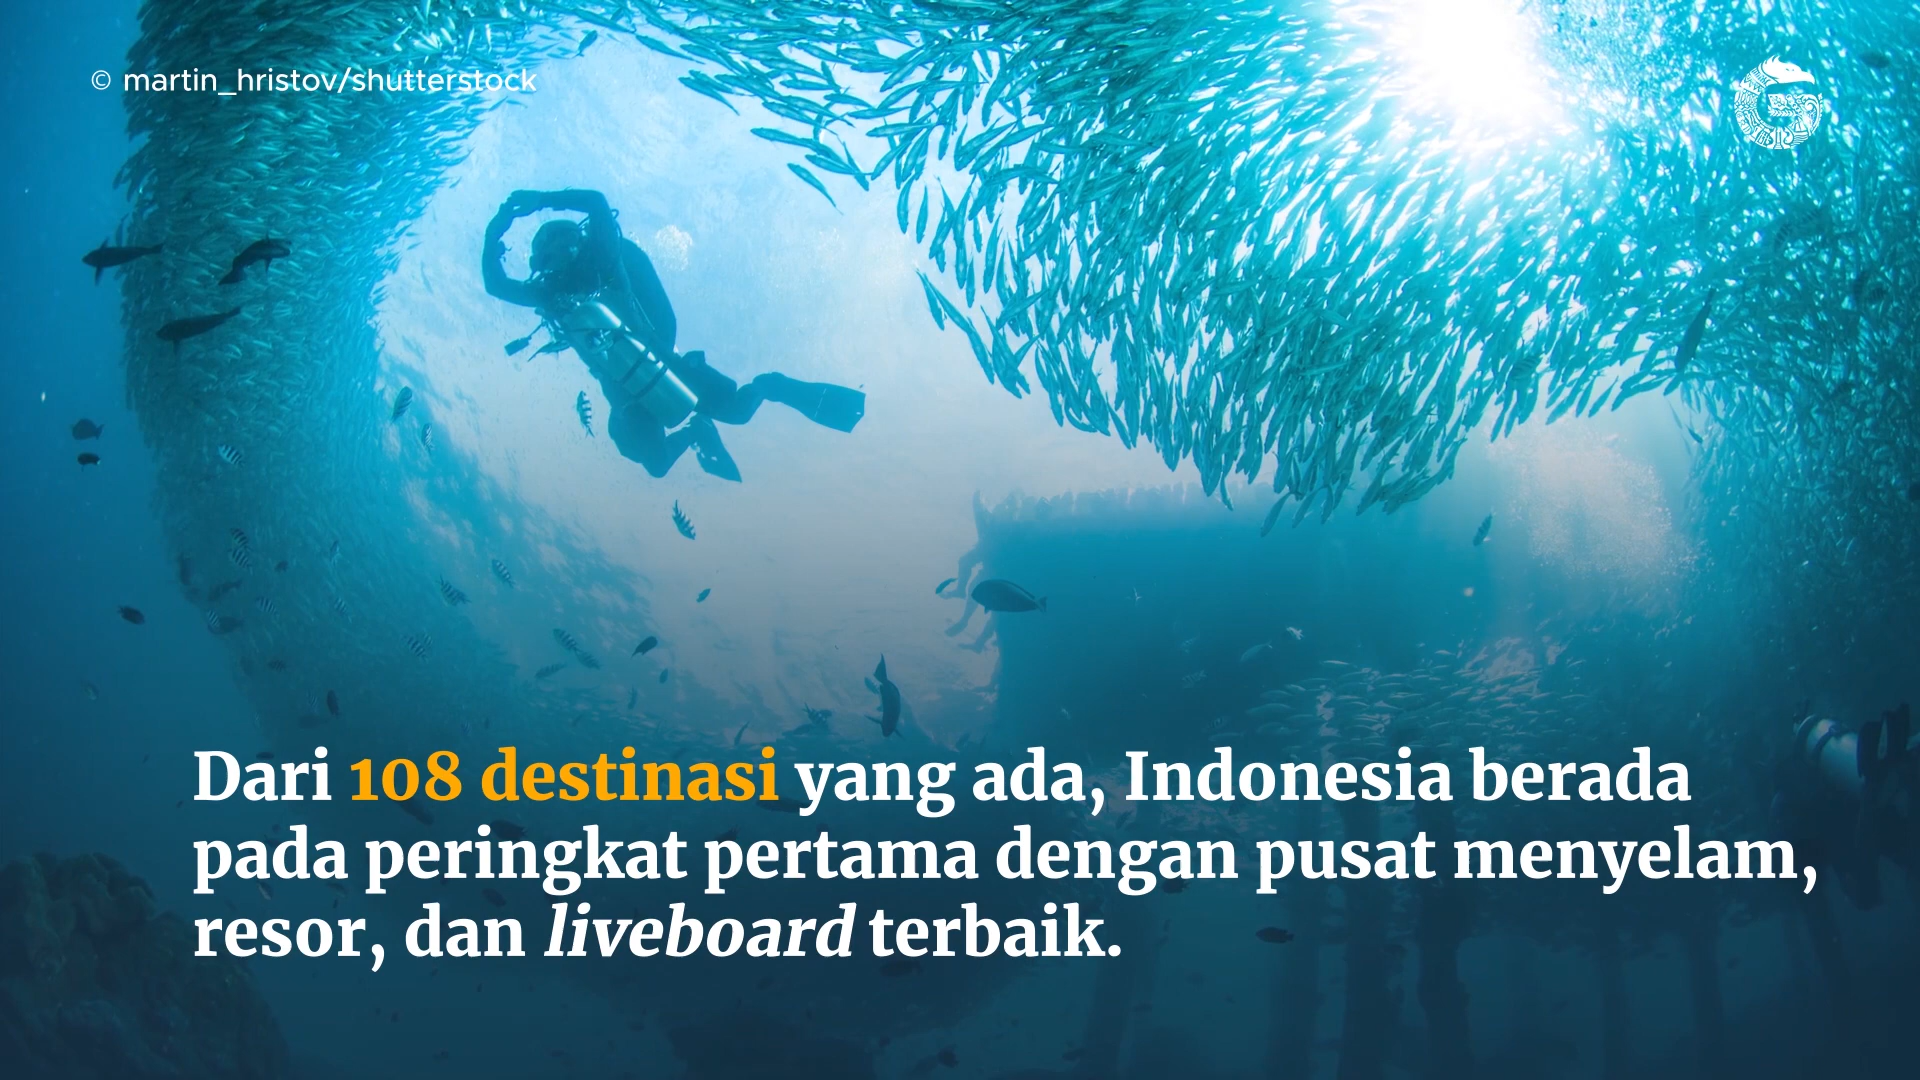 © martin_hristov/shutterstock
Dari 108 destinasi yang ada, Indonesia berada
pada peringkat pertama dengan pusat menyelam,
resor, dan liveboard terbaik.